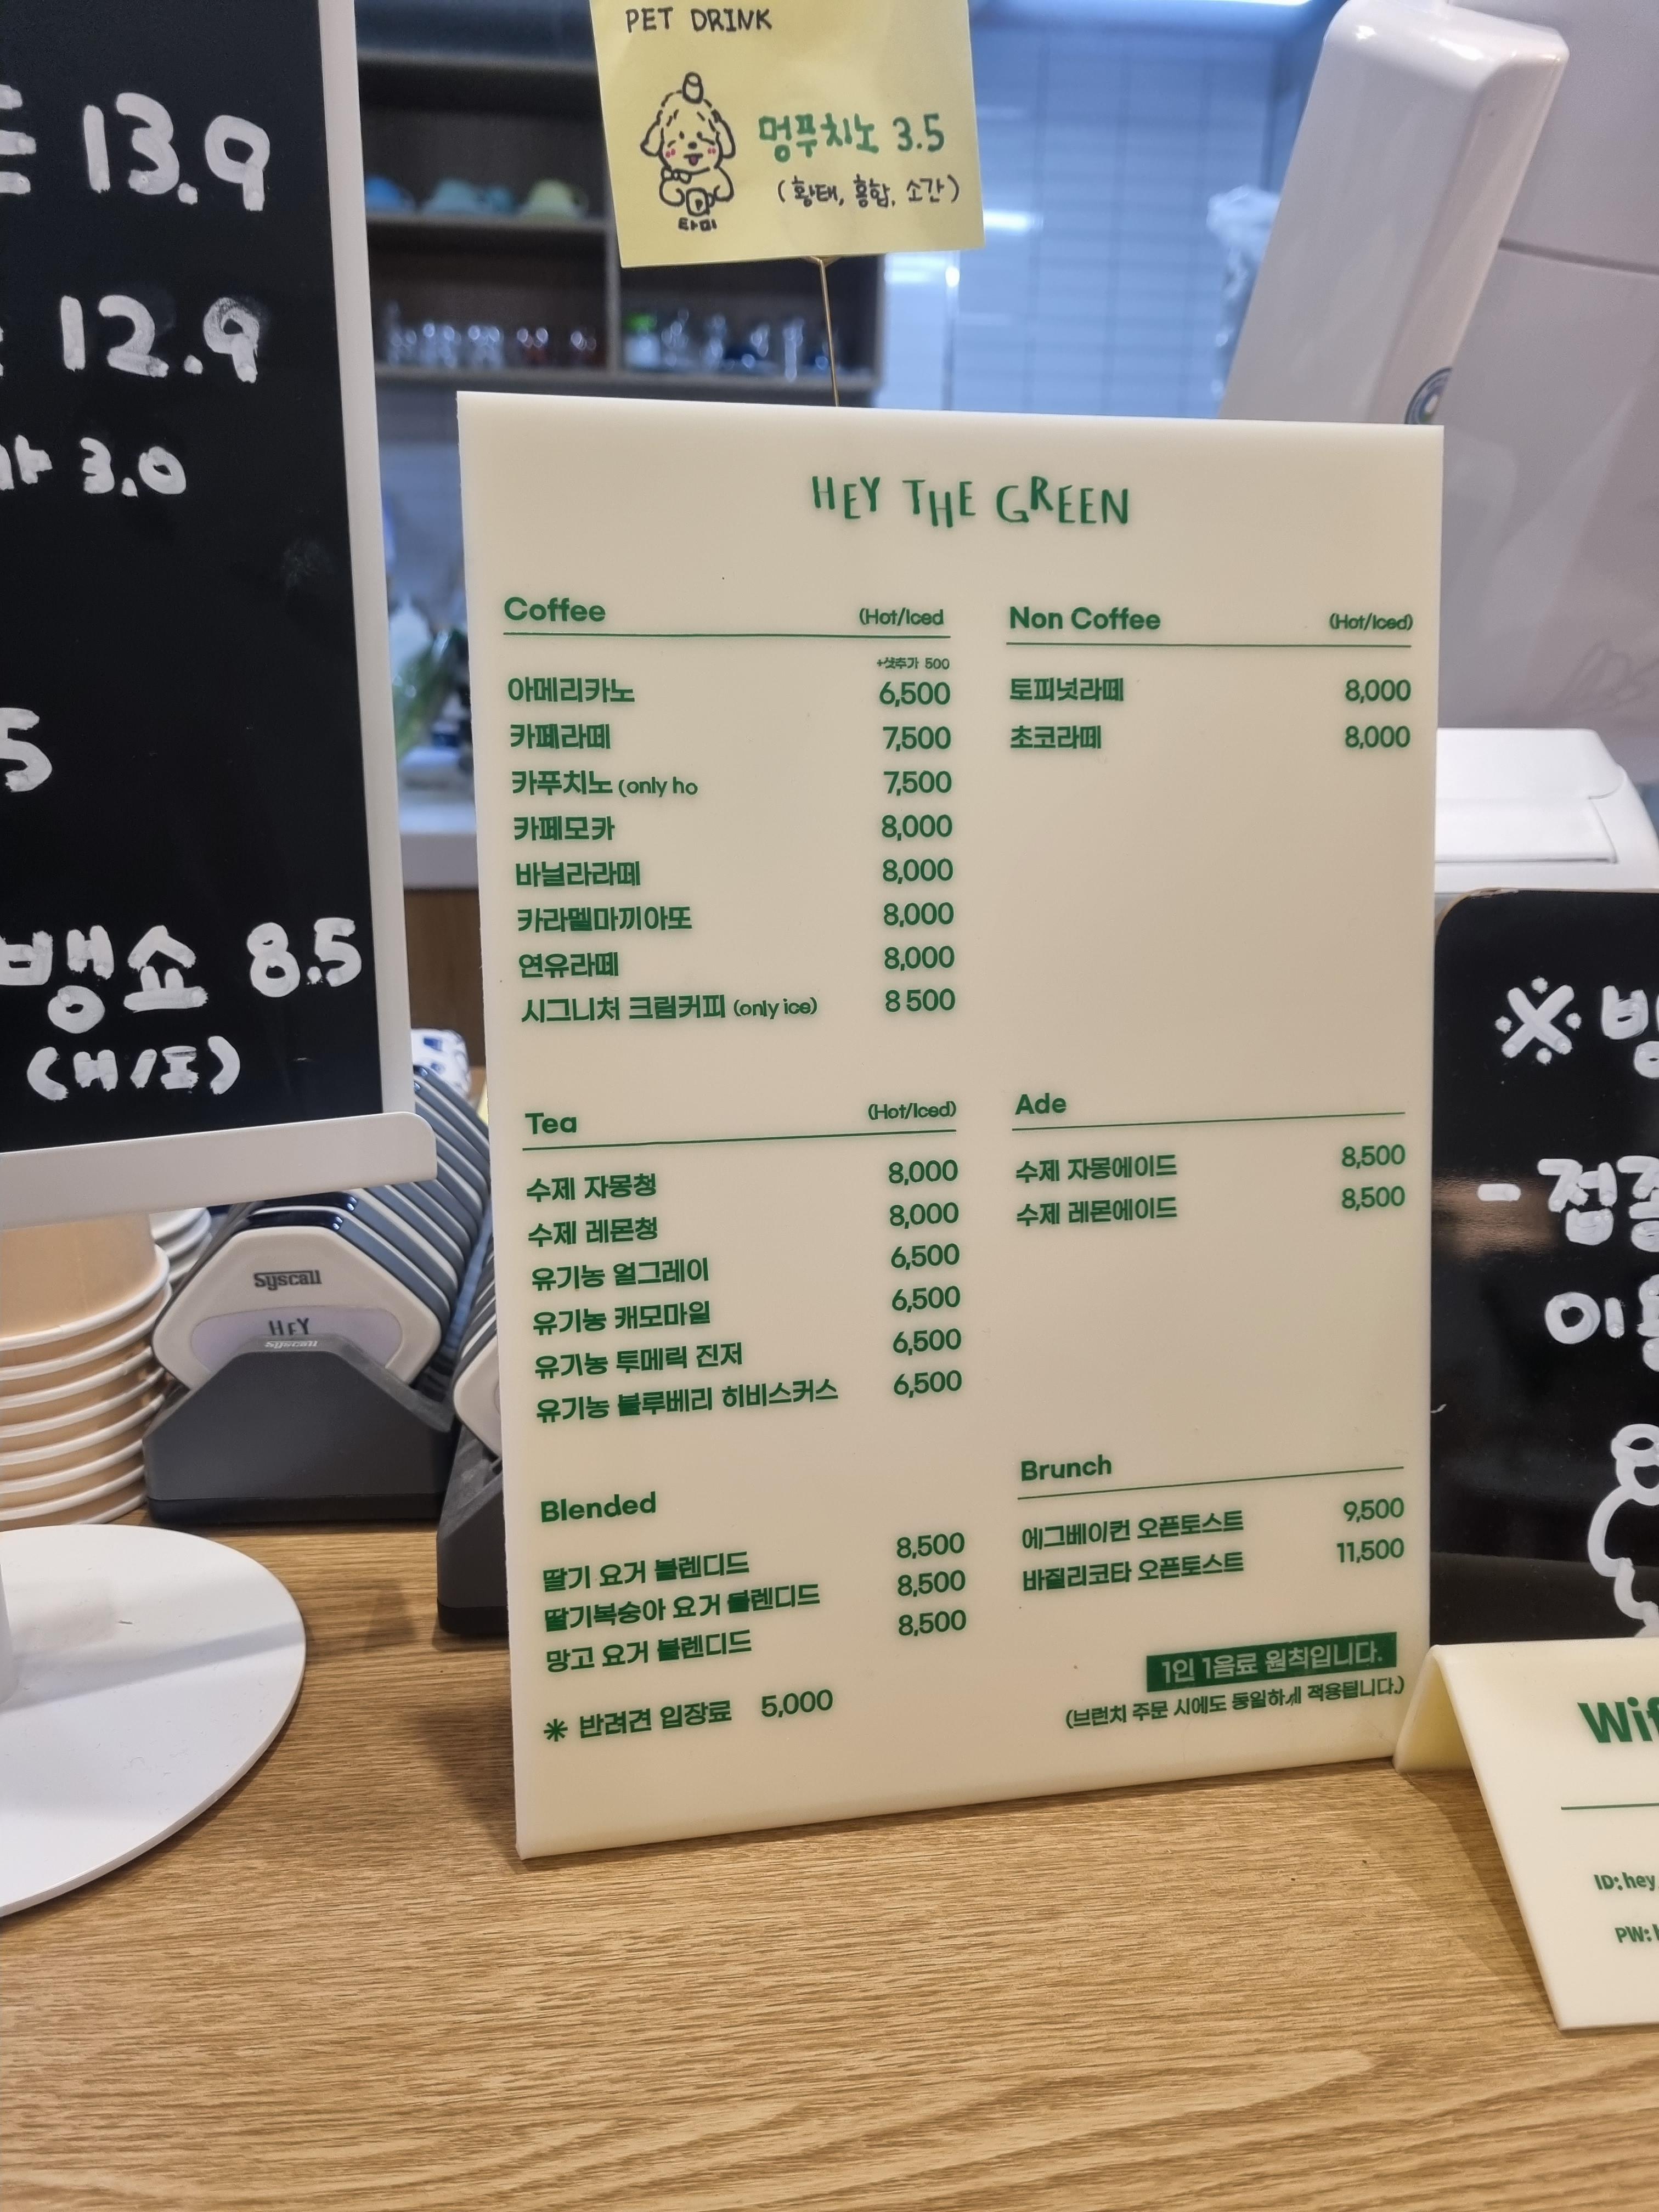 PET DRINK
멍푸치노 3.5
(황태, 홍합, 소간)
타미
13.9
12.9
3.0
5
뱅쇼 8.5
(H/I)
HEY THE GREEN
Coffee (Hot/Iced
+샷추가 500
아메리카노 6,500
카페라떼 7,500
카푸치노 (only ho 7,500
카페모카 8,000
바닐라라떼 8,000
카라멜마끼아또 8,000
연유라떼 8,000
시그니처 크림커피 (only ice) 8 500
Non Coffee (Hot/Iced)
토피넛라떼 8,000
초코라떼 8,000
Tea (Hot/Iced)
수제 자몽청 8,000
수제 레몬청 8,000
유기농 얼그레이 6,500
유기농 캐모마일 6,500
유기농 투메릭 진저 6,500
유기농 블루베리 히비스커스 6,500
Ade
수제 자몽에이드 8,500
수제 레몬에이드 8,500
Blended
딸기 요거 블렌디드 8,500
딸기복숭아 요거 블렌디드 8,500
망고 요거 블렌디드 8,500
* 반려견 입장료 5,000
Brunch
에그베이컨 오픈토스트 9,500
바질리코타 오픈토스트 11,500
1인 1음료 원칙입니다.
(브런치 주문 시에도 동일하게 적용됩니다.)
Syscall
HEY
Syscall
※
- 접
이
Wif
ID: hey
PW: